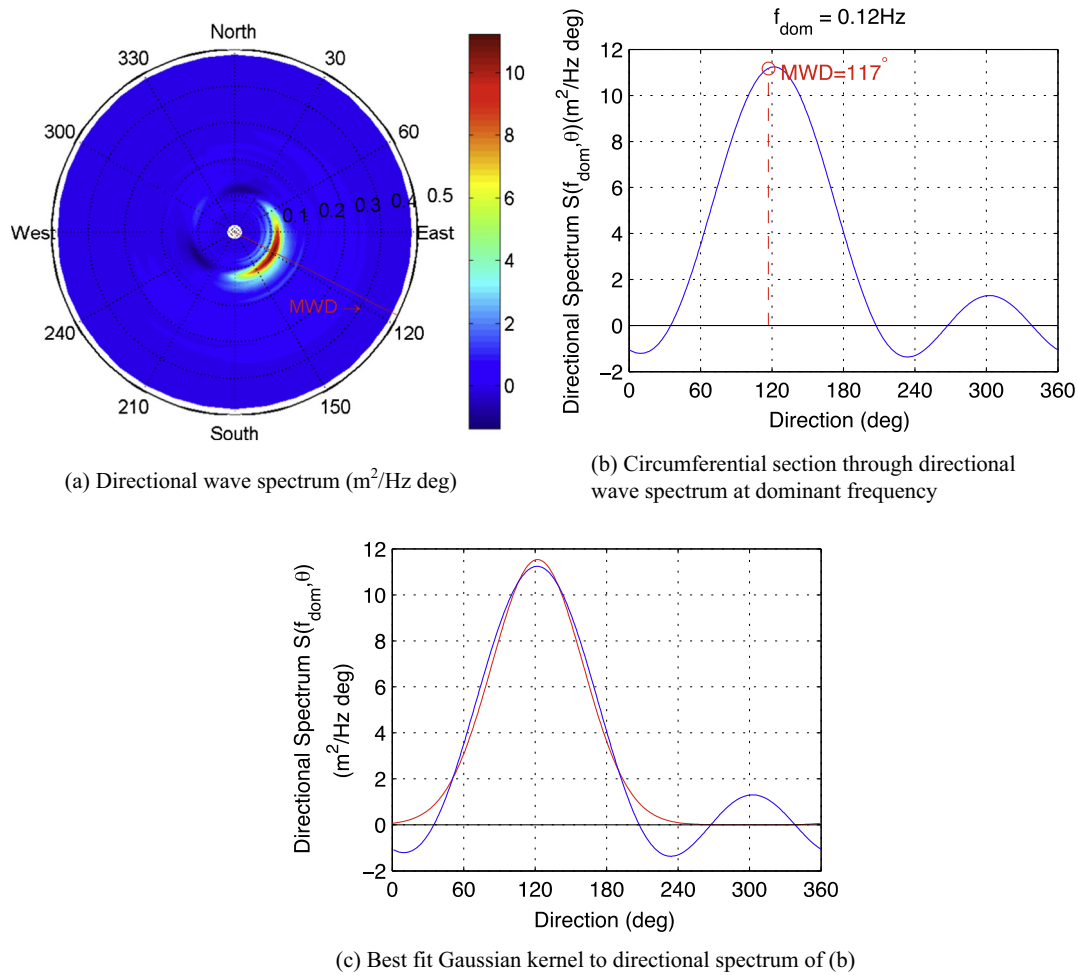 North
330
30
300
60
0.1 0.2 0.3 0.4 0.5
West
East
MWD →
240
120
210
150
South
10
8
6
4
2
0
(a) Directional wave spectrum (m²/Hz deg)
f_dom = 0.12Hz
Directional Spectrum S(f_dom,θ)(m²/Hz deg)
12
10
8
6
4
2
0
−2
MWD=117°
0 60 120 180 240 300 360
Direction (deg)
(b) Circumferential section through directional
wave spectrum at dominant frequency
Directional Spectrum S(f_dom,θ)
(m²/Hz deg)
12
10
8
6
4
2
0
−2
0 60 120 180 240 300 360
Direction (deg)
(c) Best fit Gaussian kernel to directional spectrum of (b)